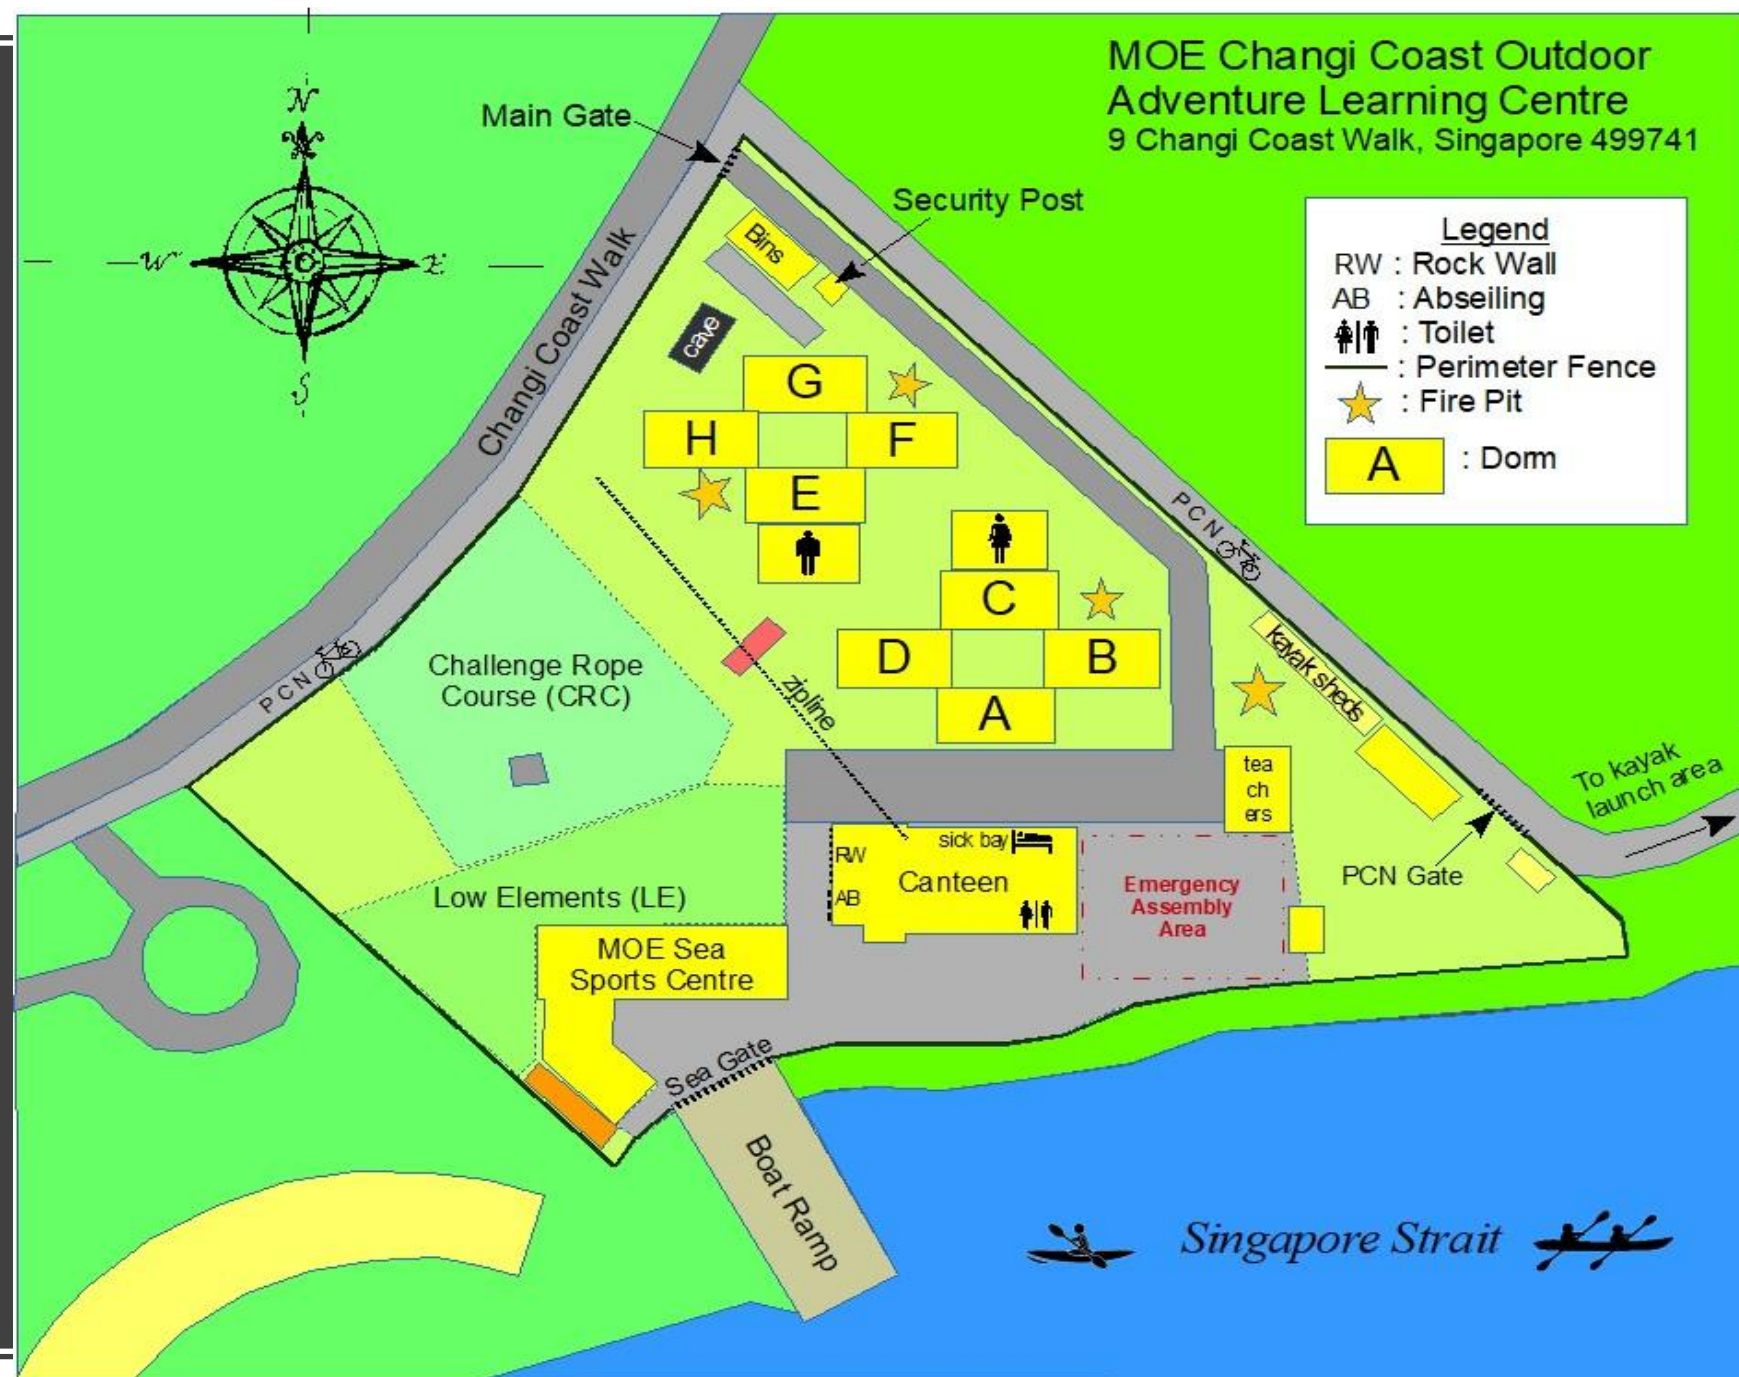 MOE Changi Coast Outdoor
Adventure Learning Centre
9 Changi Coast Walk, Singapore 499741
N
W
E
S
Main Gate
Security Post
Legend
RW : Rock Wall
AB : Abseiling
: Toilet
: Perimeter Fence
: Fire Pit
A : Dorm
Changi Coast Walk
Bins
cave
G
H
F
E
C
D
B
A
PCN
PCN
kayak sheds
Challenge Rope
Course (CRC)
zipline
tea
ch
ers
To kayak
launch area
PCN Gate
RW
AB
sick bay
Canteen
Emergency
Assembly
Area
Low Elements (LE)
MOE Sea
Sports Centre
Sea Gate
Boat Ramp
Singapore Strait